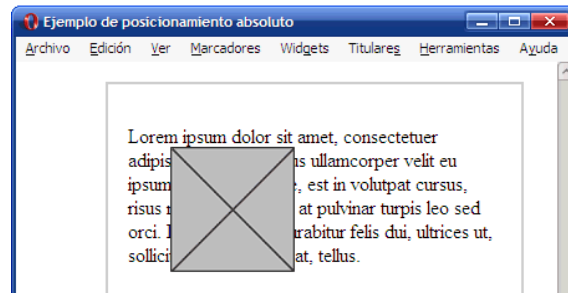 Ejemplo de posicionamiento absoluto
Archivo Edición Ver Marcadores Widgets Titulares Herramientas Ayuda
Lorem ipsum dolor sit amet, consectetuer
adipis us ullamcorper velit eu
ipsum , est in volutpat cursus,
risus at pulvinar turpis leo sed
orci. urabitur felis dui, ultrices ut,
sollici at, tellus.